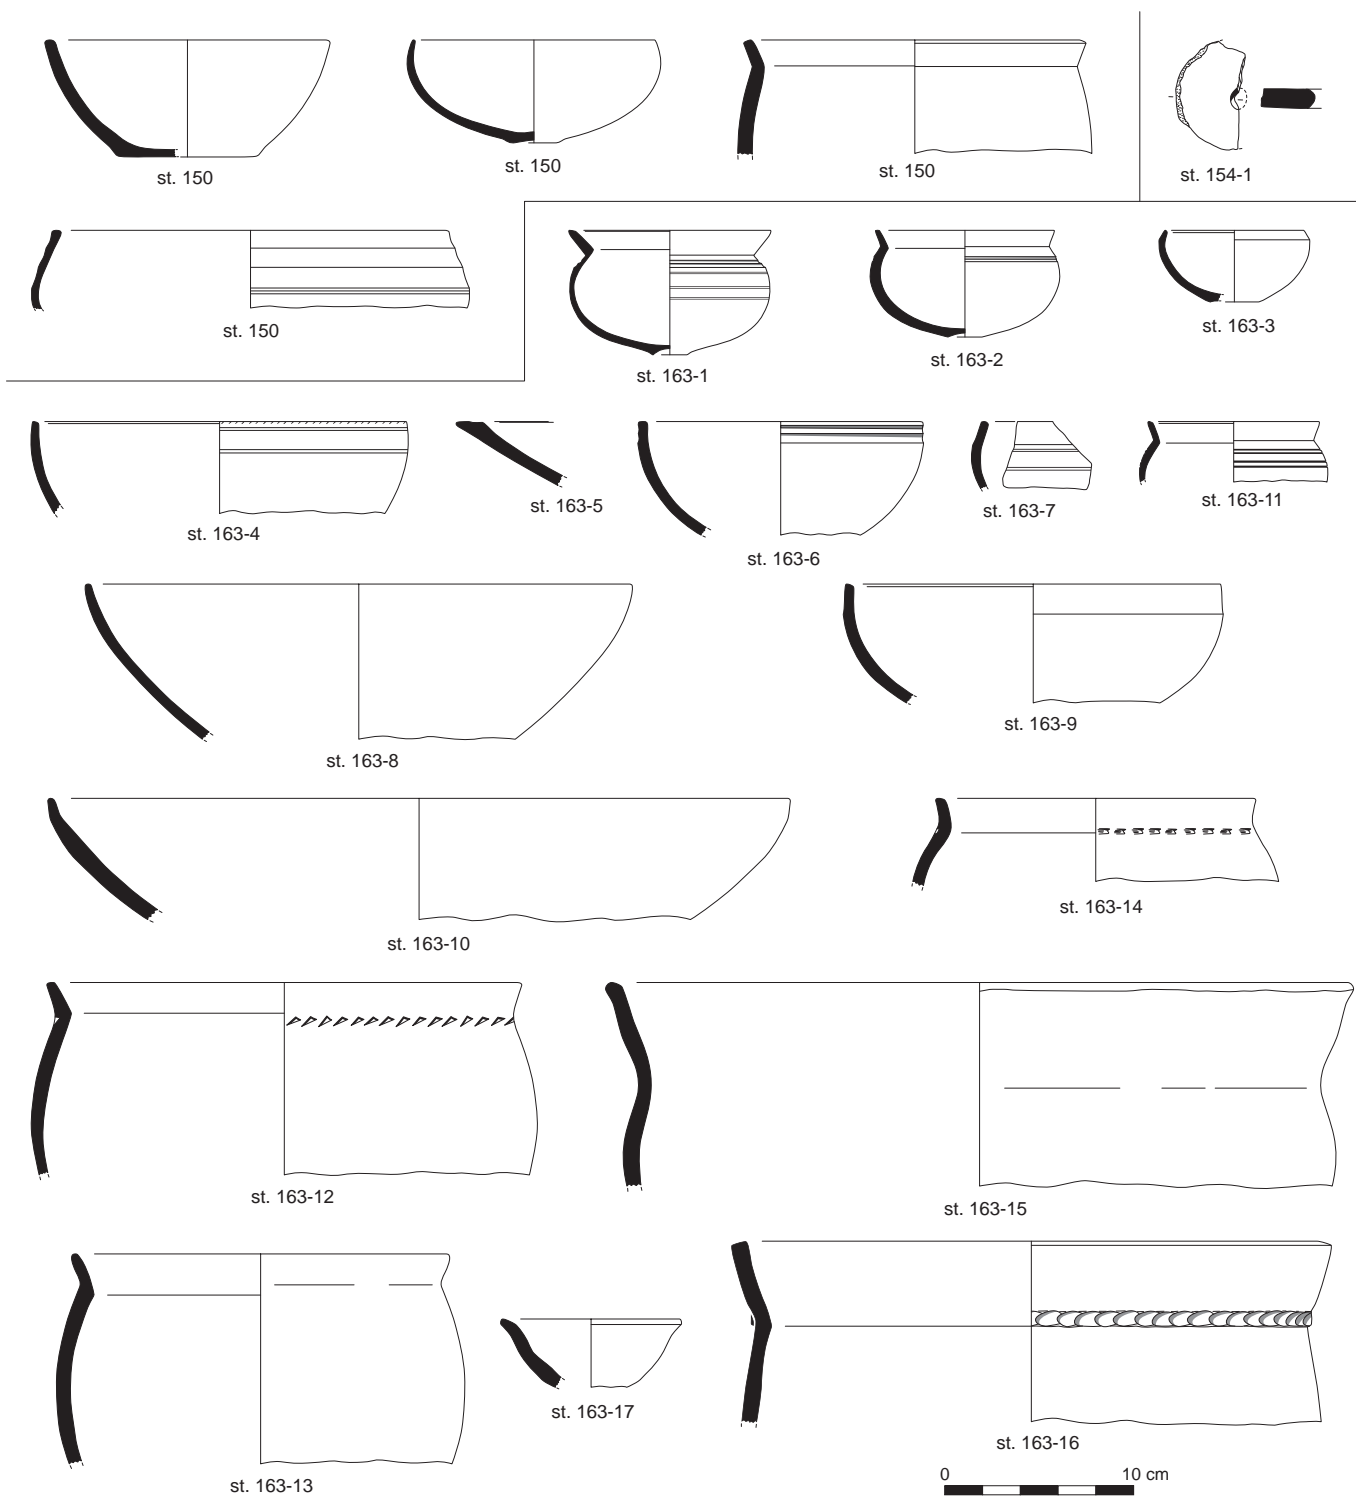 st. 150
st. 150
st. 150
st. 154-1
st. 150
st. 163-1
st. 163-2
st. 163-3
st. 163-4
st. 163-5
st. 163-6
st. 163-7
st. 163-11
st. 163-8
st. 163-9
st. 163-10
st. 163-14
st. 163-12
st. 163-15
st. 163-13
st. 163-17
st. 163-16
0 10 cm